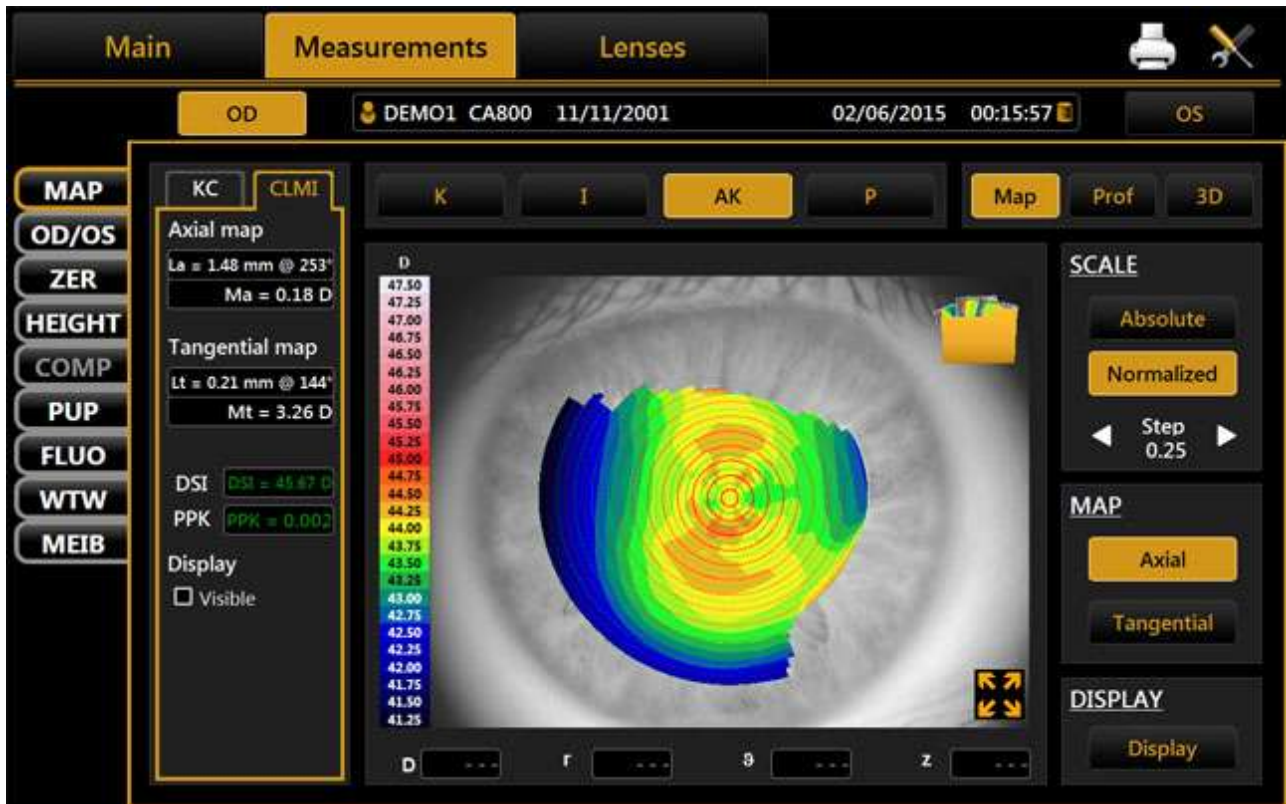 Main Measurements Lenses
OD DEMO1 CA800 11/11/2001 02/06/2015 00:15:57 OS
MAP
OD/OS
ZER
HEIGHT
COMP
PUP
FLUO
WTW
MEIB
KC CLMI
Axial map
La = 1.48 mm @ 253°
Ma = 0.18 D
Tangential map
Lt = 0.21 mm @ 144°
Mt = 3.26 D
DSI DSI = 45.67 D
PPK PPK = 0.002
Display
Visible
K I AK P
Map Prof 3D
D
47.50
47.25
47.00
46.75
46.50
46.25
46.00
45.75
45.50
45.25
45.00
44.75
44.50
44.25
44.00
43.75
43.50
43.25
43.00
42.75
42.50
42.25
42.00
41.75
41.50
41.25
D --- r --- θ --- z ---
SCALE
Absolute
Normalized
Step
0.25
MAP
Axial
Tangential
DISPLAY
Display